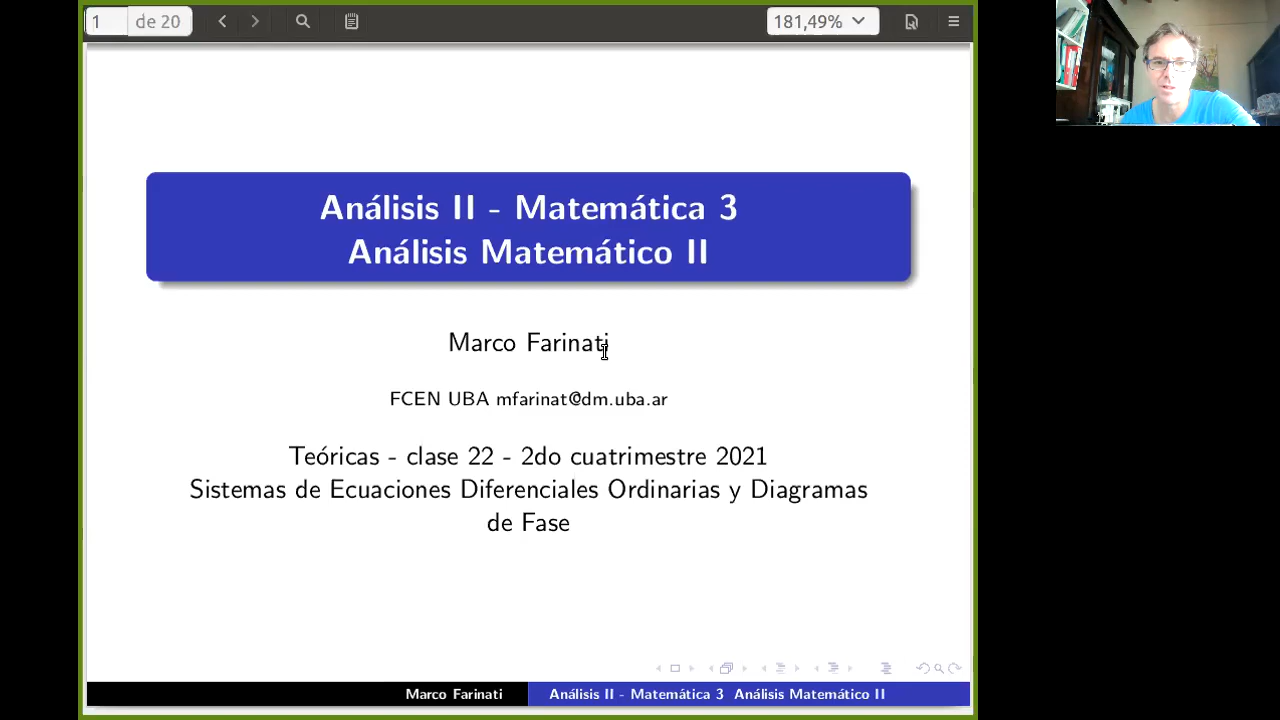 1 de 20 181,49%
Análisis II - Matemática 3
Análisis Matemático II
Marco Farinati
FCEN UBA mfarinat@dm.uba.ar
Teóricas - clase 22 - 2do cuatrimestre 2021
Sistemas de Ecuaciones Diferenciales Ordinarias y Diagramas
de Fase
Marco Farinati Análisis II - Matemática 3 Análisis Matemático II